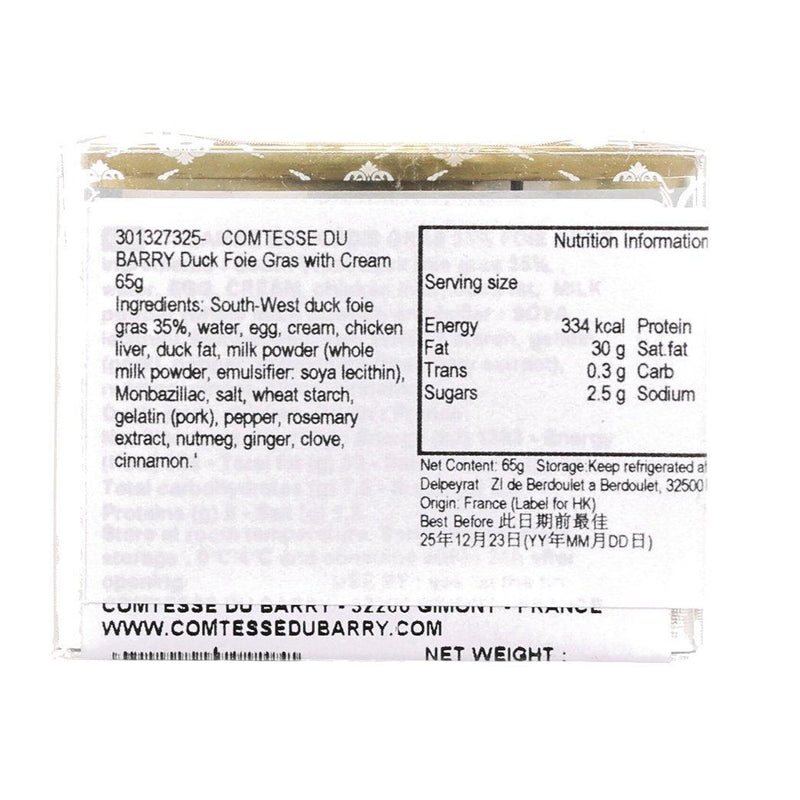 301327325- COMTESSE DU
BARRY Duck Foie Gras with Cream
65g
Ingredients: South-West duck foie
gras 35%, water, egg, cream, chicken
liver, duck fat, milk powder (whole
milk powder, emulsifier: soya lecithin),
Monbazillac, salt, wheat starch,
gelatin (pork), pepper, rosemary
extract, nutmeg, ginger, clove,
cinnamon.'
Nutrition Information
Serving size
Energy 334 kcal Protein
Fat 30 g Sat.fat
Trans 0.3 g Carb
Sugars 2.5 g Sodium
Net Content: 65g Storage:Keep refrigerated
Delpeyrat ZI de Berdoulet a Berdoulet, 32500
Origin: France (Label for HK)
Best Before 此日期前最佳
25年12月23日(YY年MM月DD日)
COMTESSE DU BARRY - 32200 GIMONT - FRANCE
WWW.COMTESSEDUBARRY.COM
NET WEIGHT :